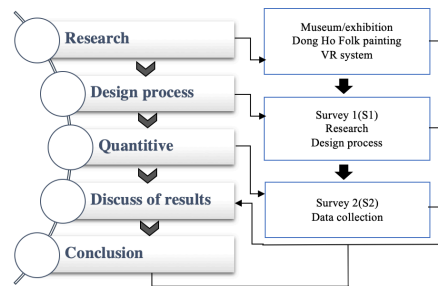 Research
Design process
Quantitive
Discuss of results
Conclusion
Museum/exhibition
Dong Ho Folk painting
VR system
Survey 1(S1)
Research
Design process
Survey 2(S2)
Data collection